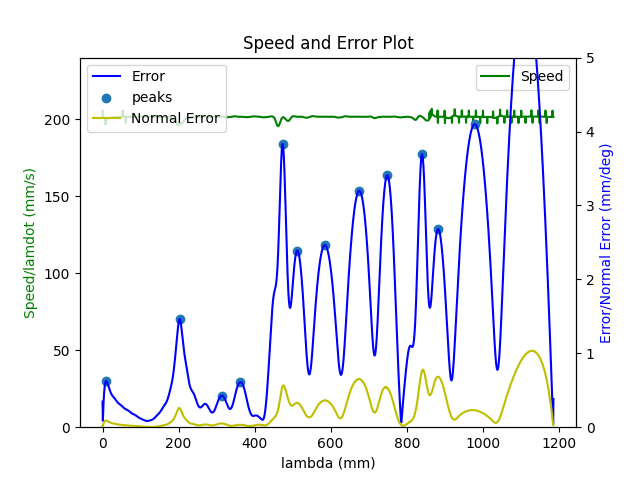 Speed and Error Plot
Error
peaks
Normal Error
Speed
Speed/lamdot (mm/s)
200
150
100
50
0
Error/Normal Error (mm/deg)
5
4
3
2
1
0
0 200 400 600 800 1000 1200
lambda (mm)